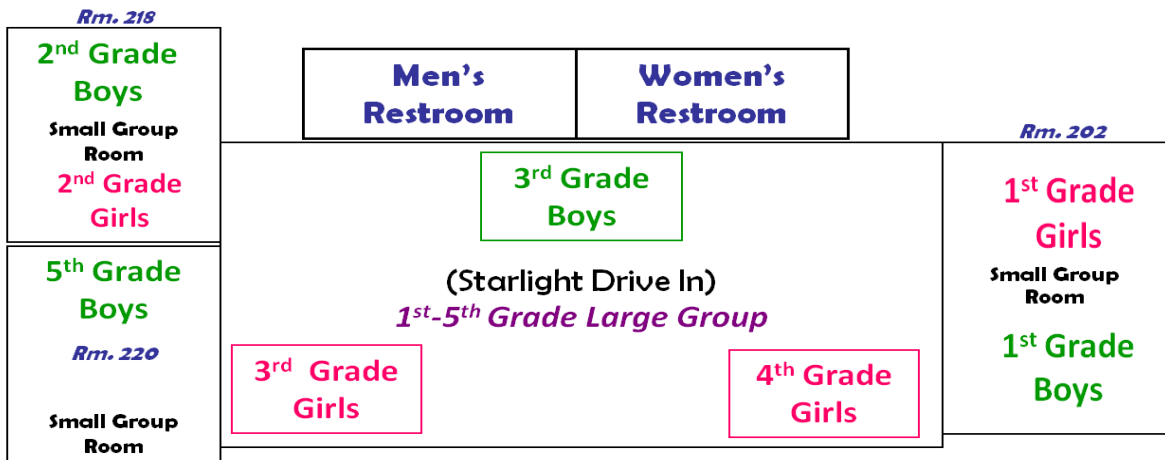 Rm. 218
2nd Grade
Boys
Small Group
Room
2nd Grade
Girls
5th Grade
Boys
Rm. 220
Small Group
Room
Men's
Restroom
Women's
Restroom
3rd Grade
Boys
(Starlight Drive In)
1st-5th Grade Large Group
3rd Grade
Girls
4th Grade
Girls
Rm. 202
1st Grade
Girls
Small Group
Room
1st Grade
Boys